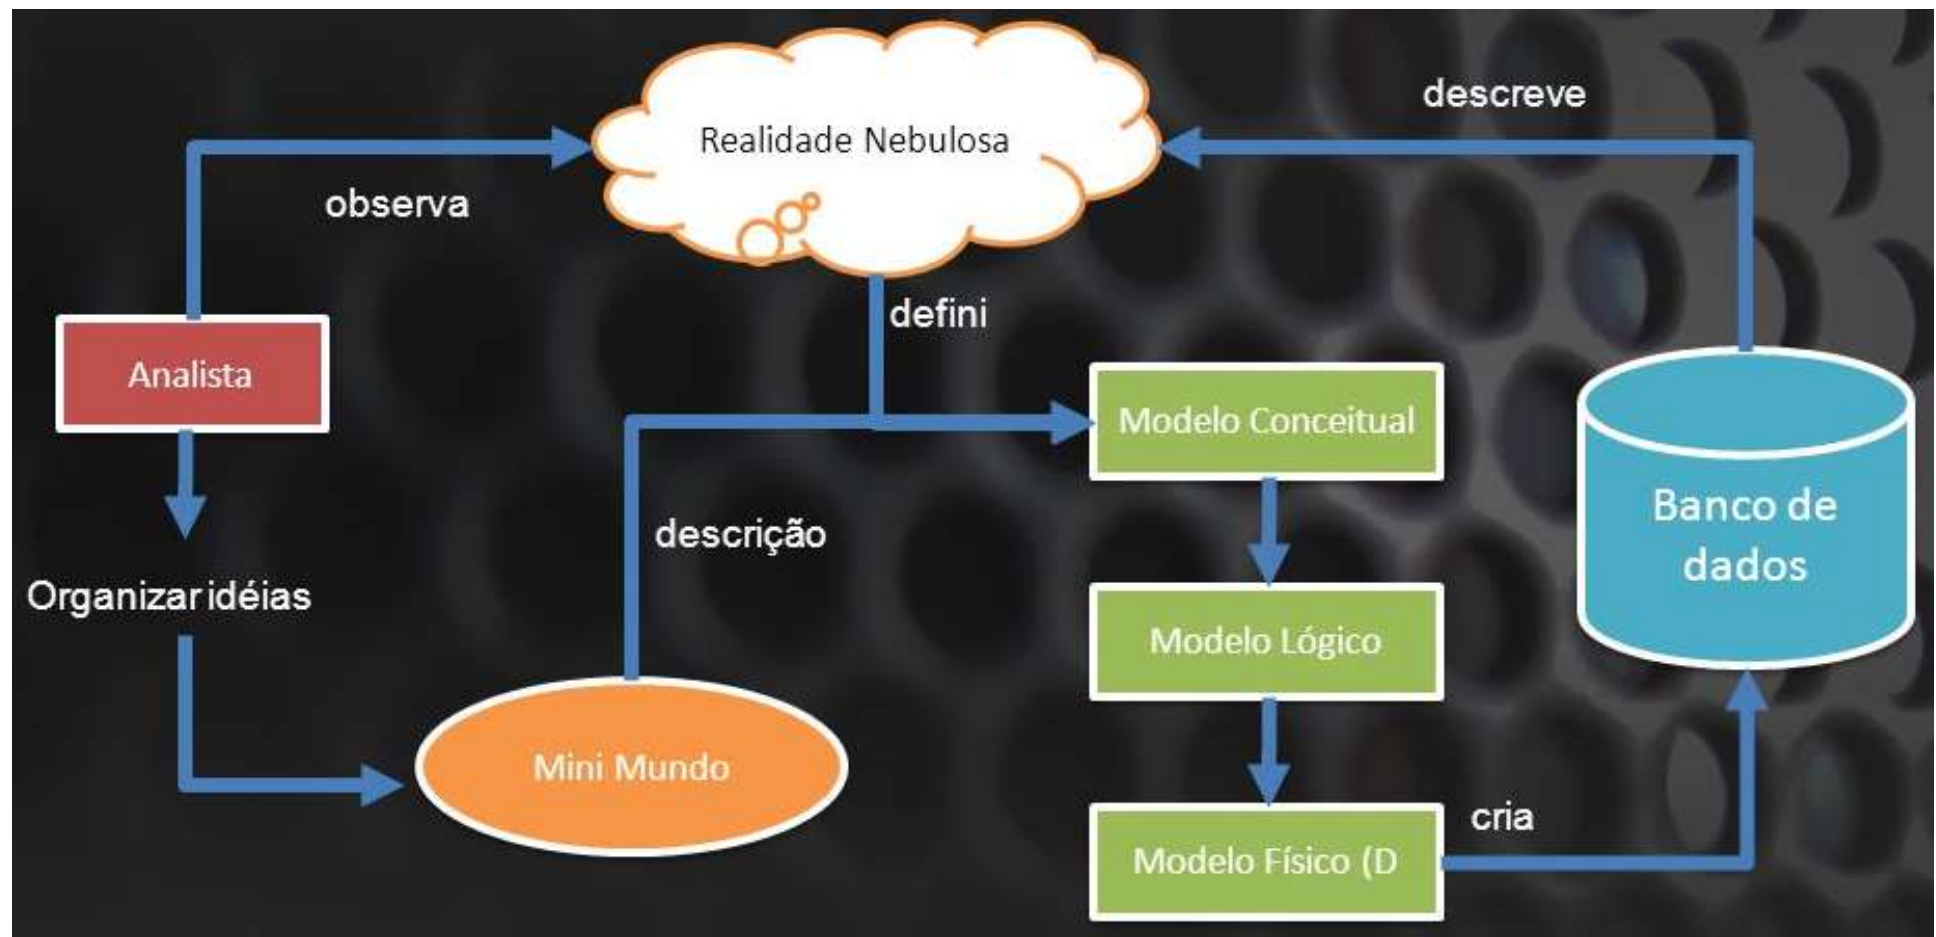 descreve
Realidade Nebulosa
observa
defini
Analista
Modelo Conceitual
Banco de
dados
descrição
Organizar idéias
Modelo Lógico
Mini Mundo
cria
Modelo Físico (D